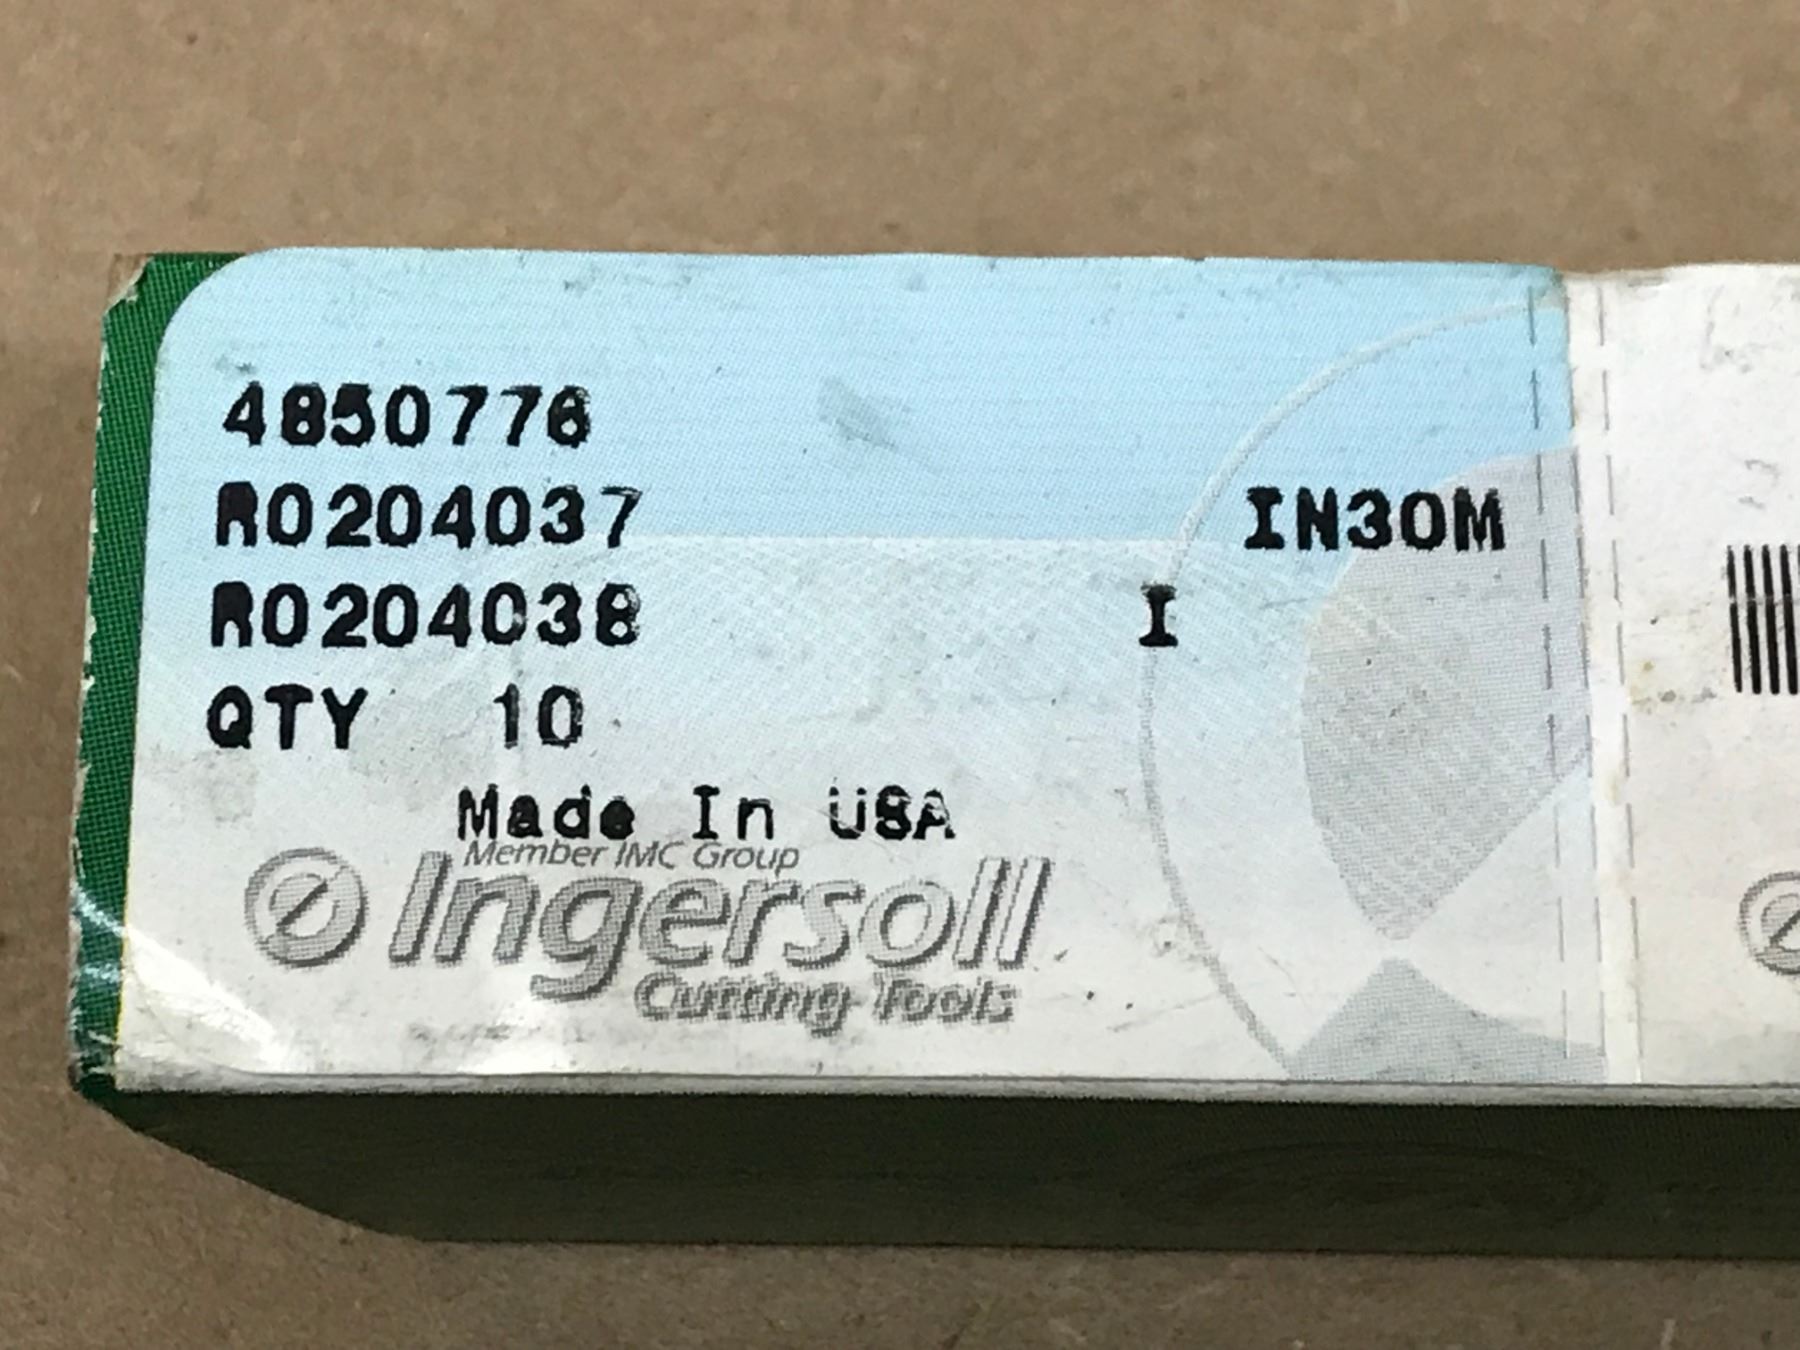 4850776
R0204037 IN30M
R0204038 I
QTY 10
Made In USA
Member IMC Group
Ingersoll
Cutting Tools